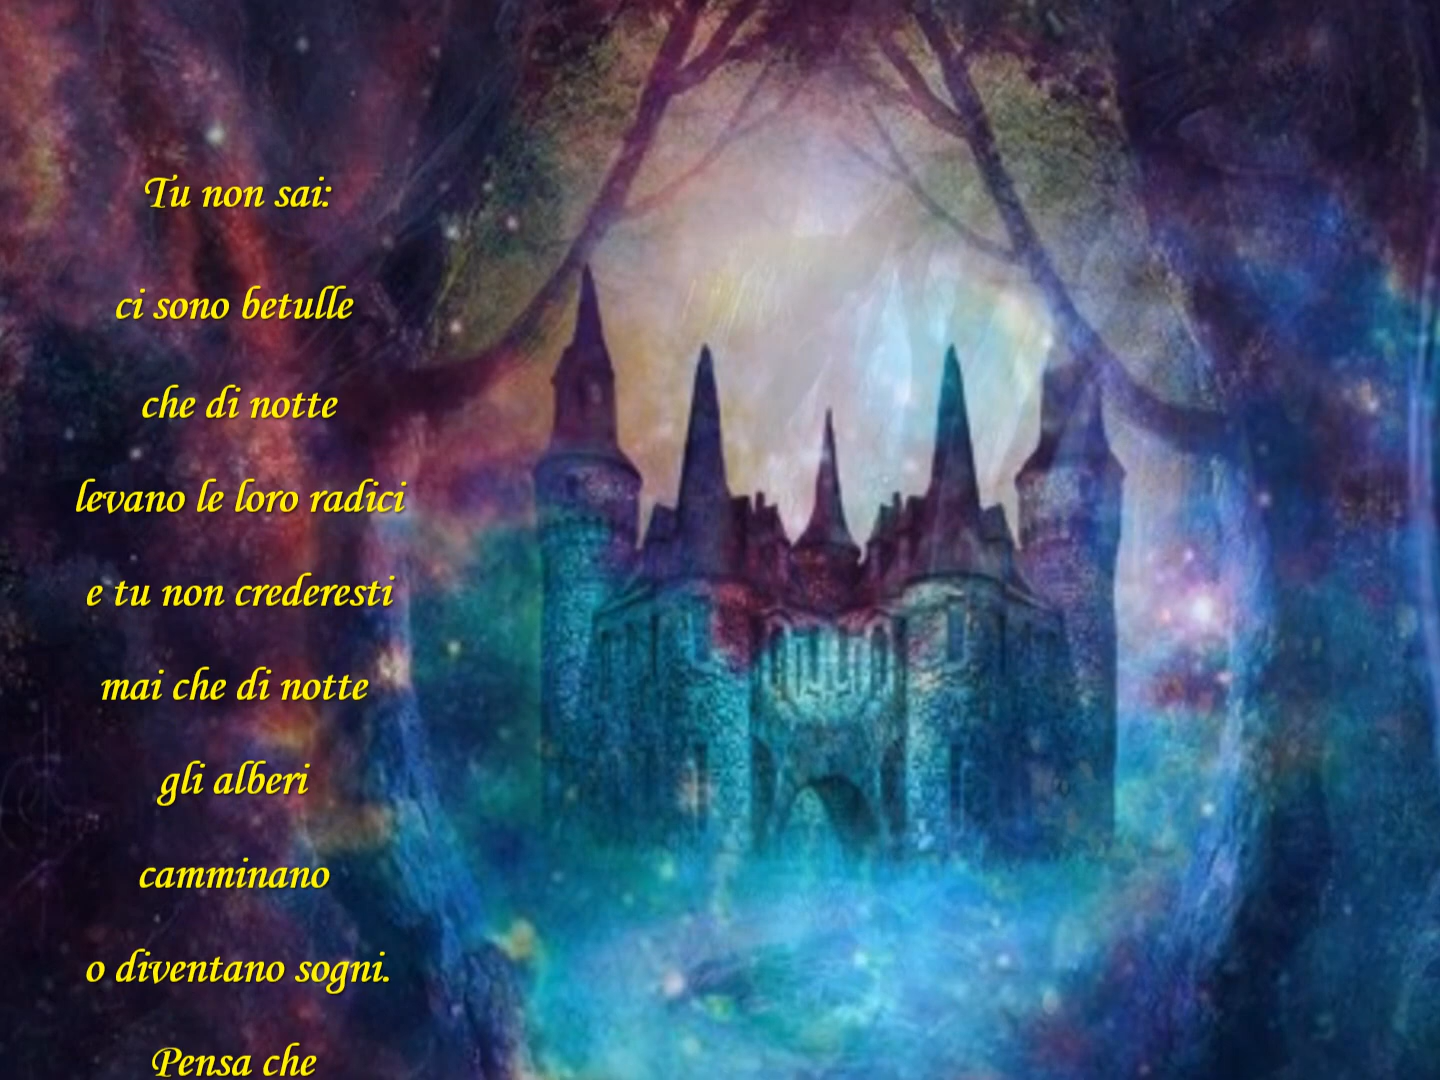 Tu non sai:
ci sono betulle
che di notte
levano le loro radici
e tu non crederesti
mai che di notte
gli alberi
camminano
o diventano sogni.
Pensa che